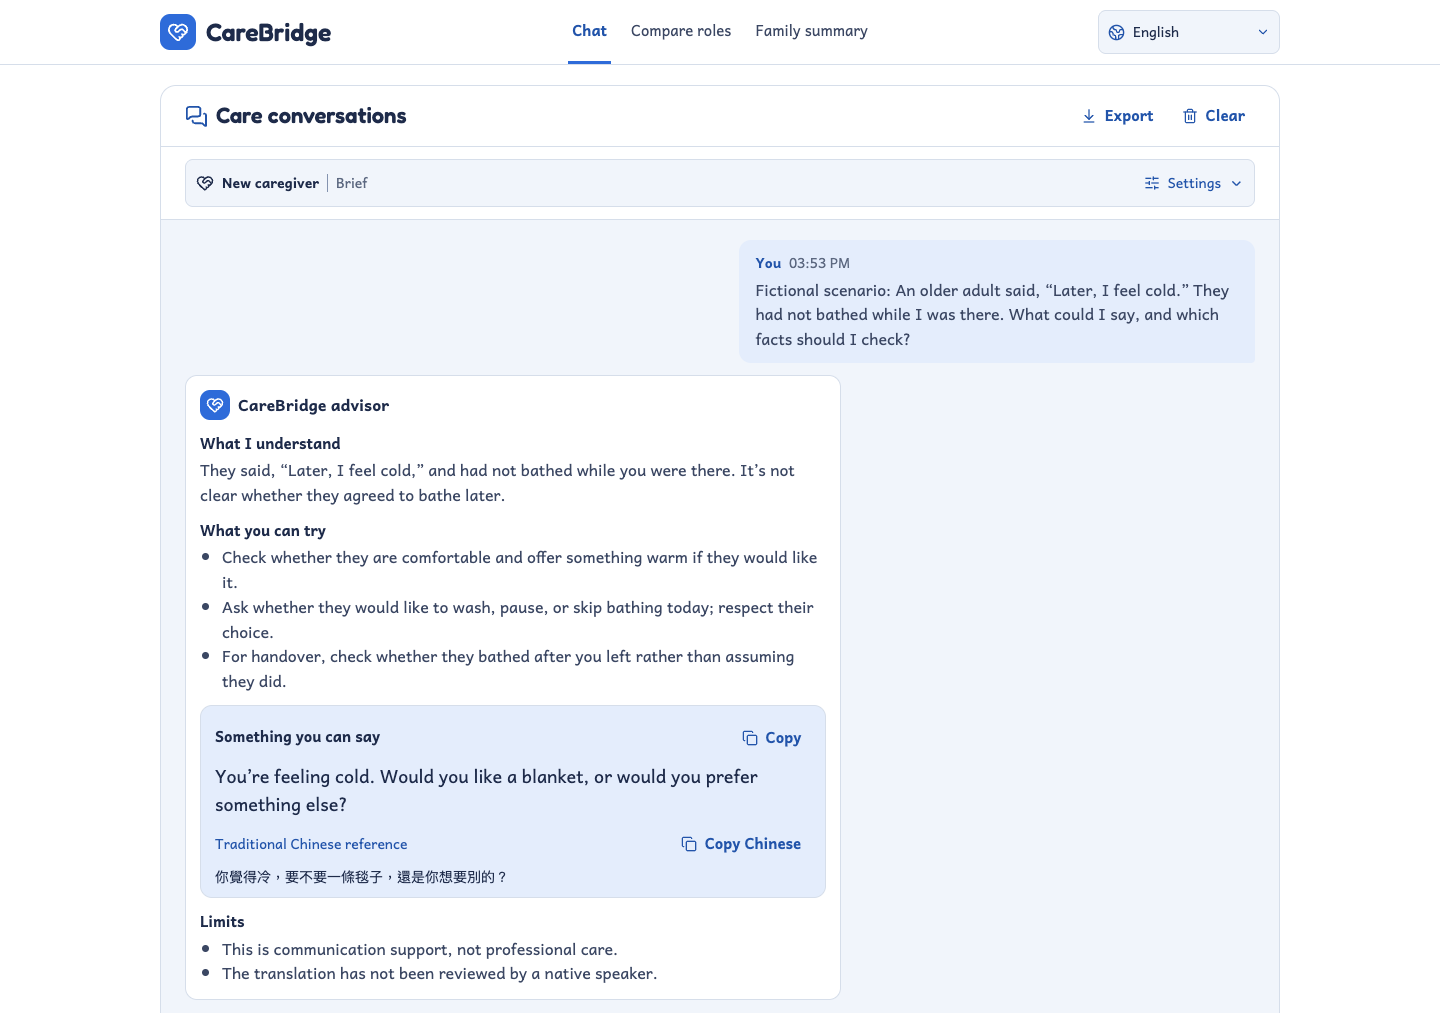 CareBridge
Chat
Compare roles
Family summary
English
Care conversations
Export
Clear
New caregiver
Brief
Settings
You 03:53 PM
Fictional scenario: An older adult said, “Later, I feel cold.” They
had not bathed while I was there. What could I say, and which
facts should I check?
CareBridge advisor
What I understand
They said, “Later, I feel cold,” and had not bathed while you were there. It’s not
clear whether they agreed to bathe later.
What you can try
Check whether they are comfortable and offer something warm if they would like
it.
Ask whether they would like to wash, pause, or skip bathing today; respect their
choice.
For handover, check whether they bathed after you left rather than assuming
they did.
Something you can say
Copy
You’re feeling cold. Would you like a blanket, or would you prefer
something else?
Traditional Chinese reference
Copy Chinese
你覺得冷，要不要一條毯子，還是你想要別的？
Limits
This is communication support, not professional care.
The translation has not been reviewed by a native speaker.